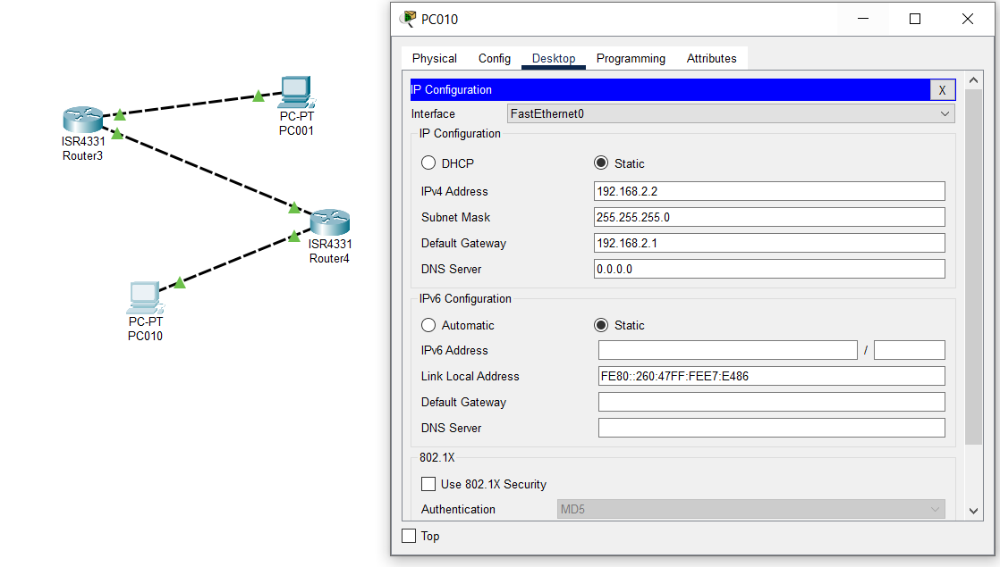 PC-PT
PC001
ISR4331
Router3
ISR4331
Router4
PC-PT
PC010
PC010
Physical Config Desktop Programming Attributes
IP Configuration X
Interface FastEthernet0
IP Configuration
DHCP Static
IPv4 Address 192.168.2.2
Subnet Mask 255.255.255.0
Default Gateway 192.168.2.1
DNS Server 0.0.0.0
IPv6 Configuration
Automatic Static
IPv6 Address /
Link Local Address FE80::260:47FF:FEE7:E486
Default Gateway
DNS Server
802.1X
Use 802.1X Security
Authentication MD5
Top